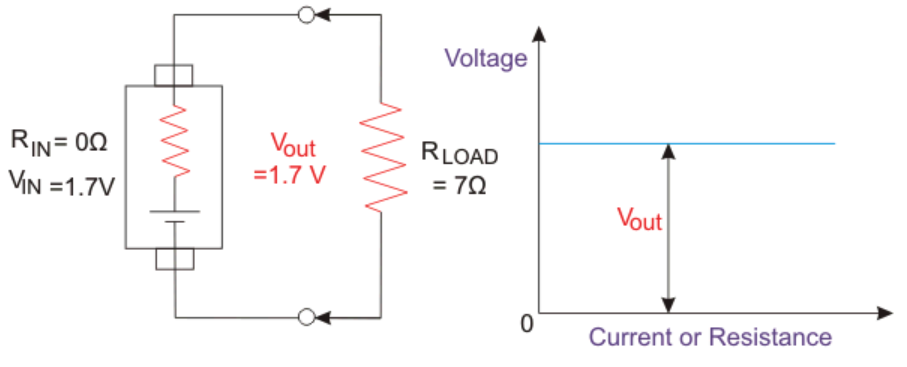 R_IN = 0Ω
V_IN = 1.7V
V_out
= 1.7 V
R_LOAD
= 7Ω
Voltage
V_out
0
Current or Resistance